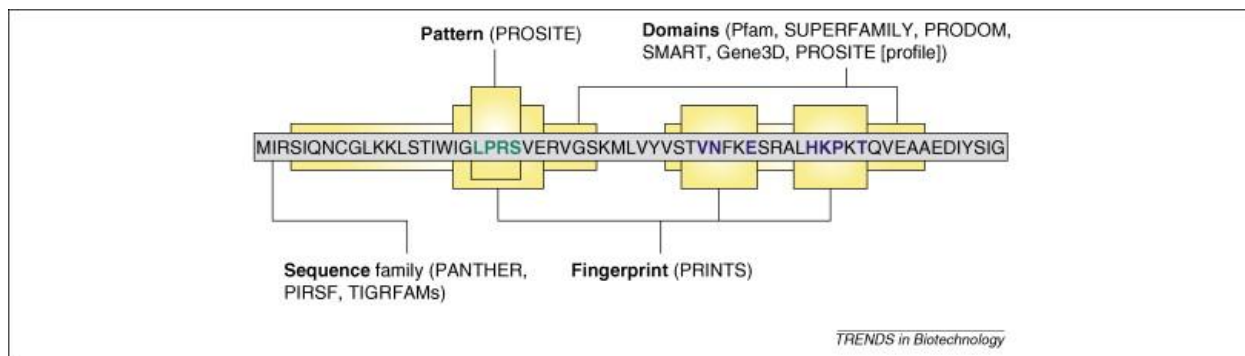 Pattern (PROSITE)
Domains (Pfam, SUPERFAMILY, PRODOM,
SMART, Gene3D, PROSITE [profile])
MIRSIQNCGLKKLSTIWIGLPRSVERVGSKMLVYVSTVNFKESRALHKPKTQVEAAEDIYSIG
Sequence family (PANTHER,
PIRSF, TIGRFAMs)
Fingerprint (PRINTS)
TRENDS in Biotechnology